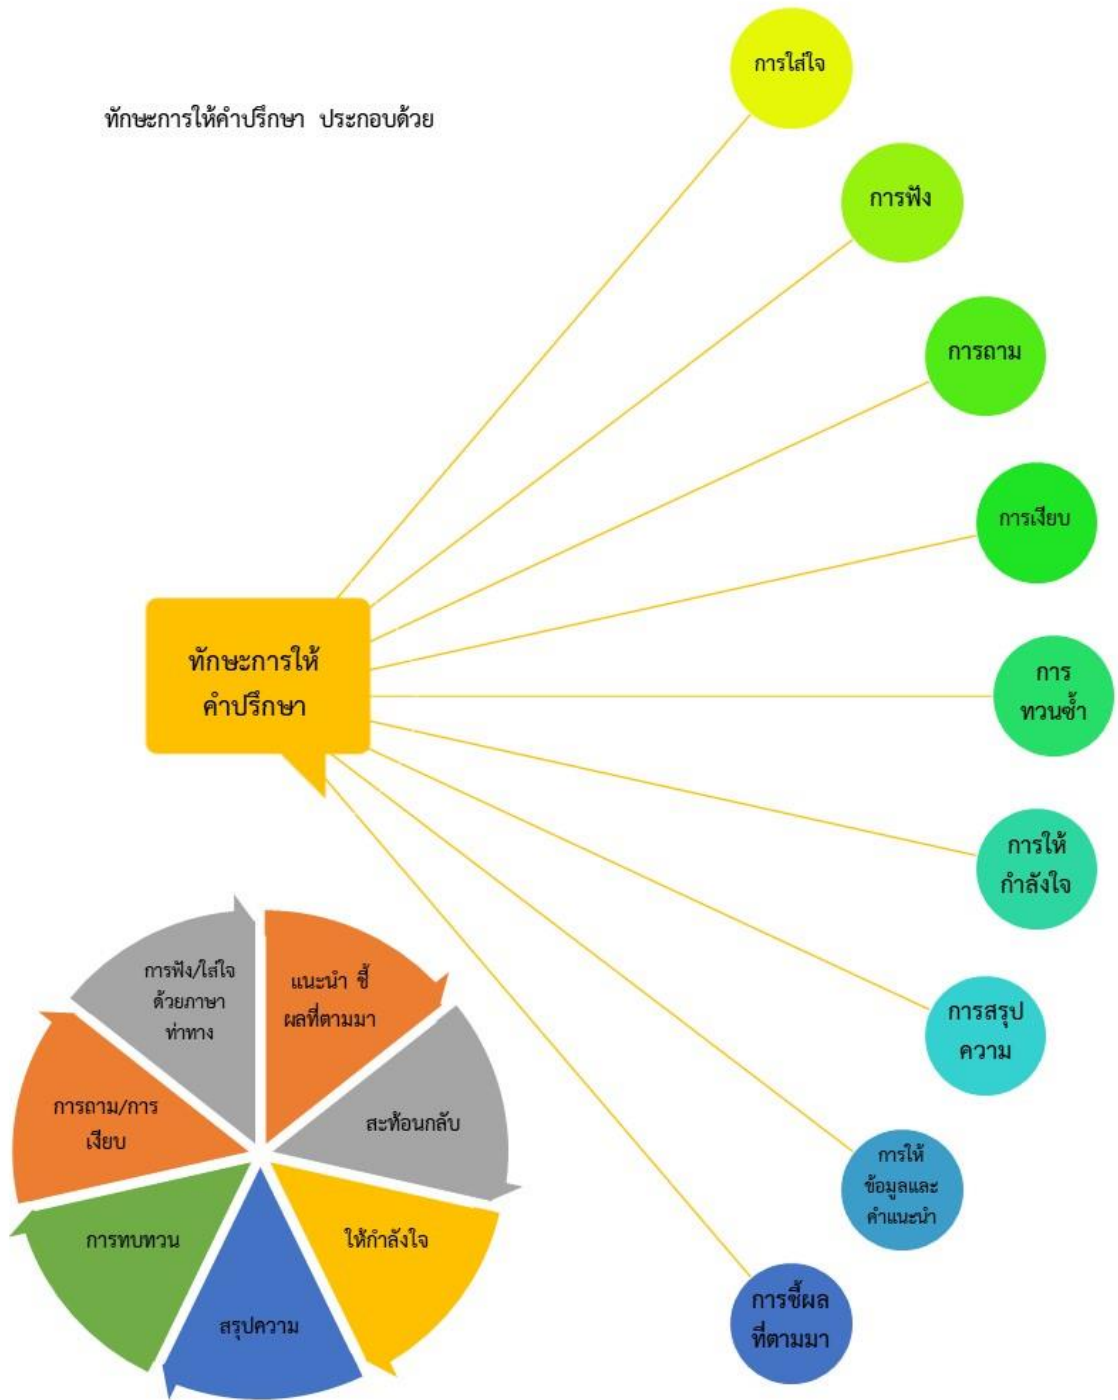 การใส่ใจ
ทักษะการให้คำปรึกษา ประกอบด้วย
การฟัง
การถาม
การเงียบ
ทักษะการให้
คำปรึกษา
การ
ทวนซ้ำ
การให้
กำลังใจ
การสรุป
ความ
การให้
ข้อมูลและ
คำแนะนำ
การชี้ผล
ที่ตามมา
การฟัง/ใส่ใจ
ด้วยภาษา
ท่าทาง
แนะนำ ชี้
ผลที่ตามมา
การถาม/การ
เงียบ
สะท้อนกลับ
การทบทวน
ให้กำลังใจ
สรุปความ